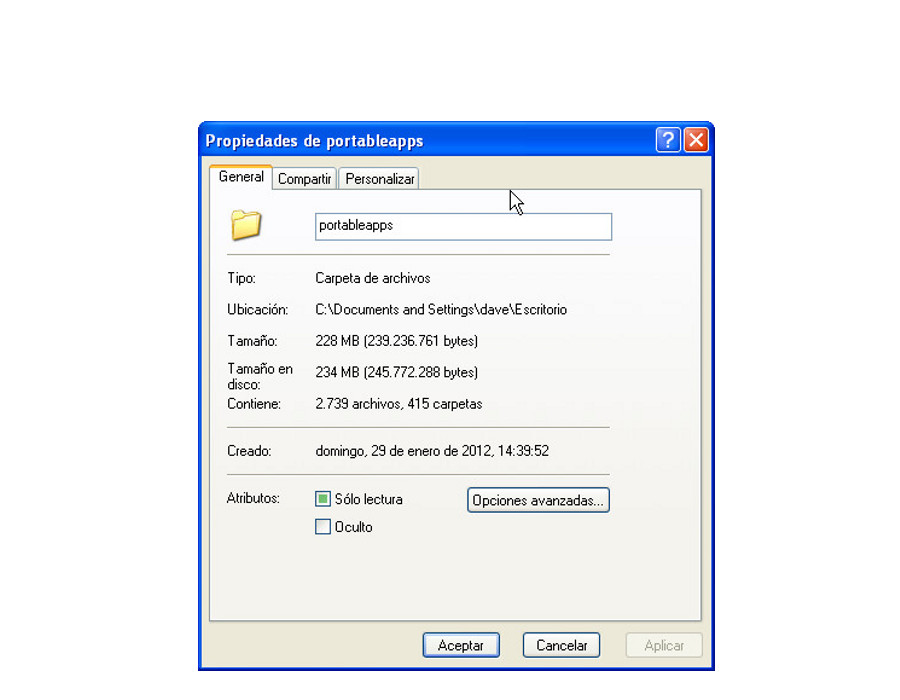 Propiedades de portableapps
General Compartir Personalizar
portableapps
Tipo: Carpeta de archivos
Ubicación: C:\Documents and Settings\dave\Escritorio
Tamaño: 228 MB (239.236.761 bytes)
Tamaño en
disco: 234 MB (245.772.288 bytes)
Contiene: 2.739 archivos, 415 carpetas
Creado: domingo, 29 de enero de 2012, 14:39:52
Atributos: Sólo lectura Opciones avanzadas...
Oculto
Aceptar Cancelar Aplicar